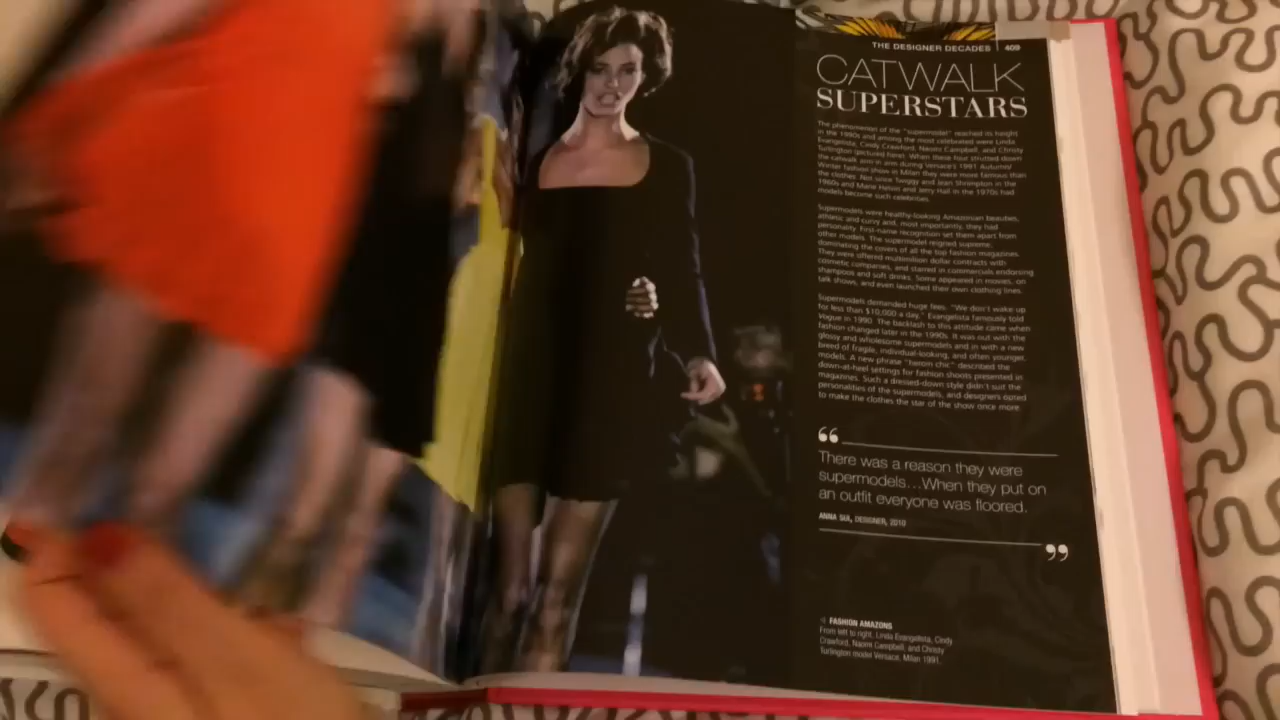 THE DESIGNER DECADES | 409
CATWALK
SUPERSTARS
The phenomenon of the "supermodel" reached its height
in the 1990s and among the most celebrated were Linda
Evangelista, Cindy Crawford, Naomi Campbell, and Christy
Turlington (pictured here). When these four strutted down
the catwalk arm in arm during Versace's 1991 Autumn/
Winter fashion show in Milan they were more famous than
the clothes. Not since Twiggy and Jean Shrimpton in the
1960s and Marie Helvin and Jerry Hall in the 1970s had
models become such celebrities.
Supermodels were healthy-looking Amazonian beauties,
athletic and curvy and, most importantly, they had
personality. First-name recognition set them apart from
other models. The supermodel reigned supreme,
dominating the covers of all the top fashion magazines.
They were offered multimillion dollar contracts with
cosmetic companies, and starred in commercials endorsing
shampoos and soft drinks. Some appeared in movies, on
talk shows, and even launched their own clothing lines.
Supermodels demanded huge fees. "We don't wake up
for less than $10,000 a day," Evangelista famously told
Vogue in 1990. The backlash to this attitude came when
fashion changed later in the 1990s. It was out with the
glossy and wholesome supermodels and in with a new
breed of fragile, individual-looking, and often younger,
models. A new phrase "heroin chic" described the
down-at-heel settings for fashion shoots presented in
magazines. Such a dressed-down style didn't suit the
personalities of the supermodels, and designers opted
to make the clothes the star of the show once more
“
There was a reason they were
supermodels...When they put on
an outfit everyone was floored.
ANNA SUI, DESIGNER, 2010
”
◁ FASHION AMAZONS
From left to right, Linda Evangelista, Cindy
Crawford, Naomi Campbell, and Christy
Turlington model Versace, Milan 1991.